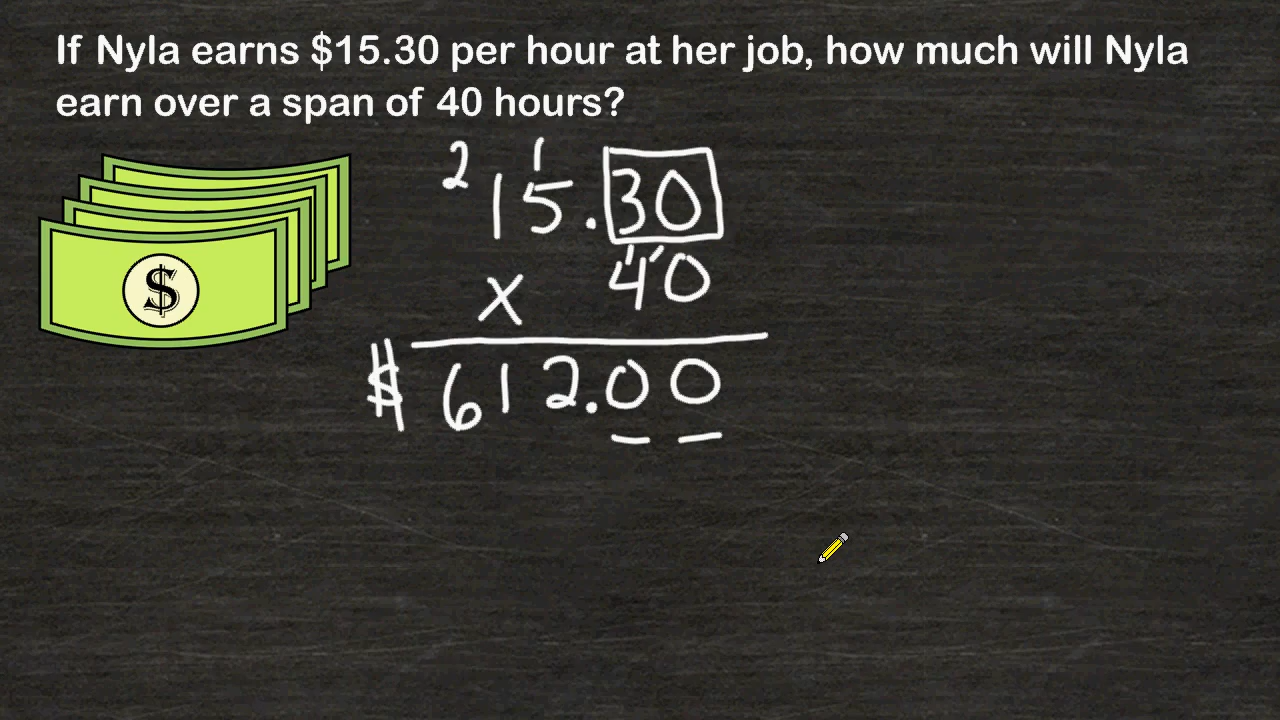 If Nyla earns $15.30 per hour at her job, how much will Nyla
earn over a span of 40 hours?
2 1
15.30
$
x 40
$ 612.00